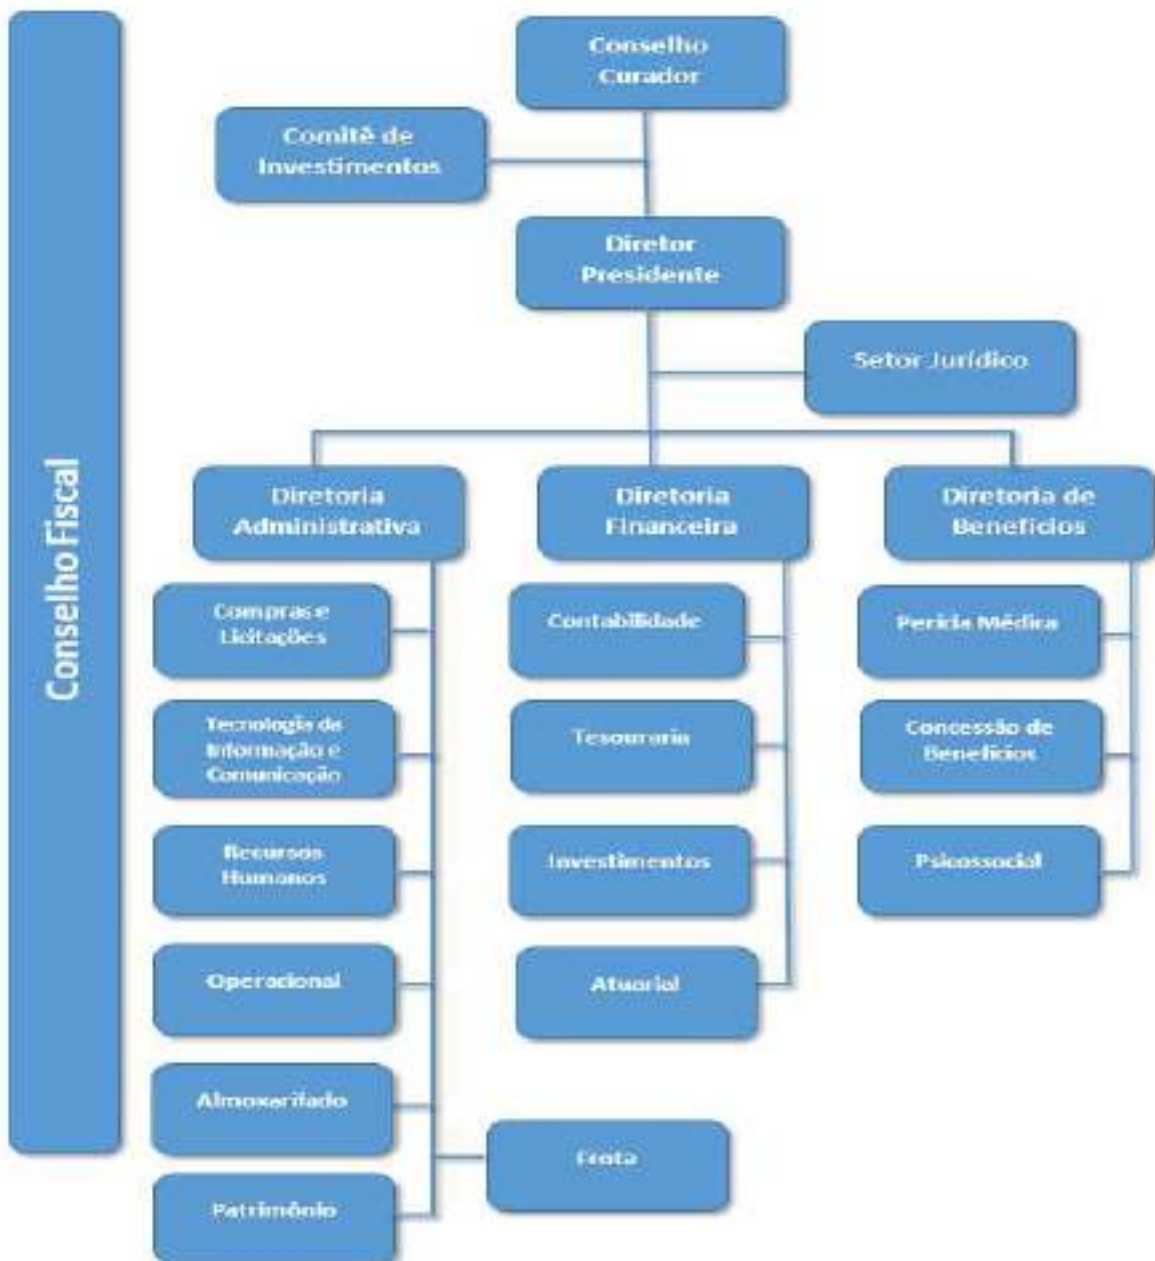 Conselho Fiscal
Conselho
Curador
Comitê de
Investimentos
Diretor
Presidente
Setor Jurídico
Diretoria
Administrativa
Diretoria
Financeira
Diretoria de
Benefícios
Compras e
Licitações
Tecnologia da
Informação e
Comunicação
Recursos
Humanos
Operacional
Almoxarifado
Patrimônio
Frota
Contabilidade
Tesouraria
Investimentos
Atuarial
Perícia Médica
Concessão de
Benefícios
Psicossocial